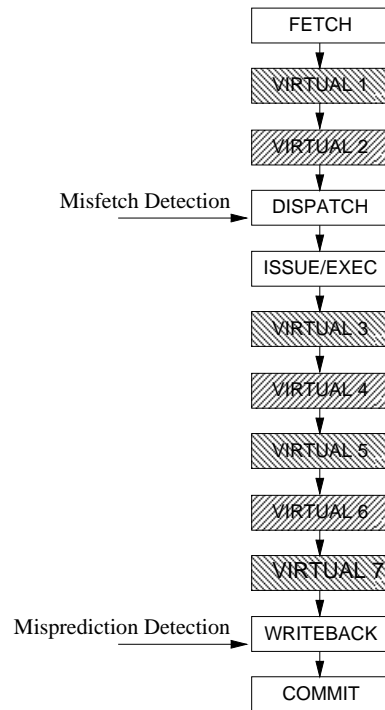 FETCH
VIRTUAL 1
VIRTUAL 2
Misfetch Detection
DISPATCH
ISSUE/EXEC
VIRTUAL 3
VIRTUAL 4
VIRTUAL 5
VIRTUAL 6
VIRTUAL 7
Misprediction Detection
WRITEBACK
COMMIT